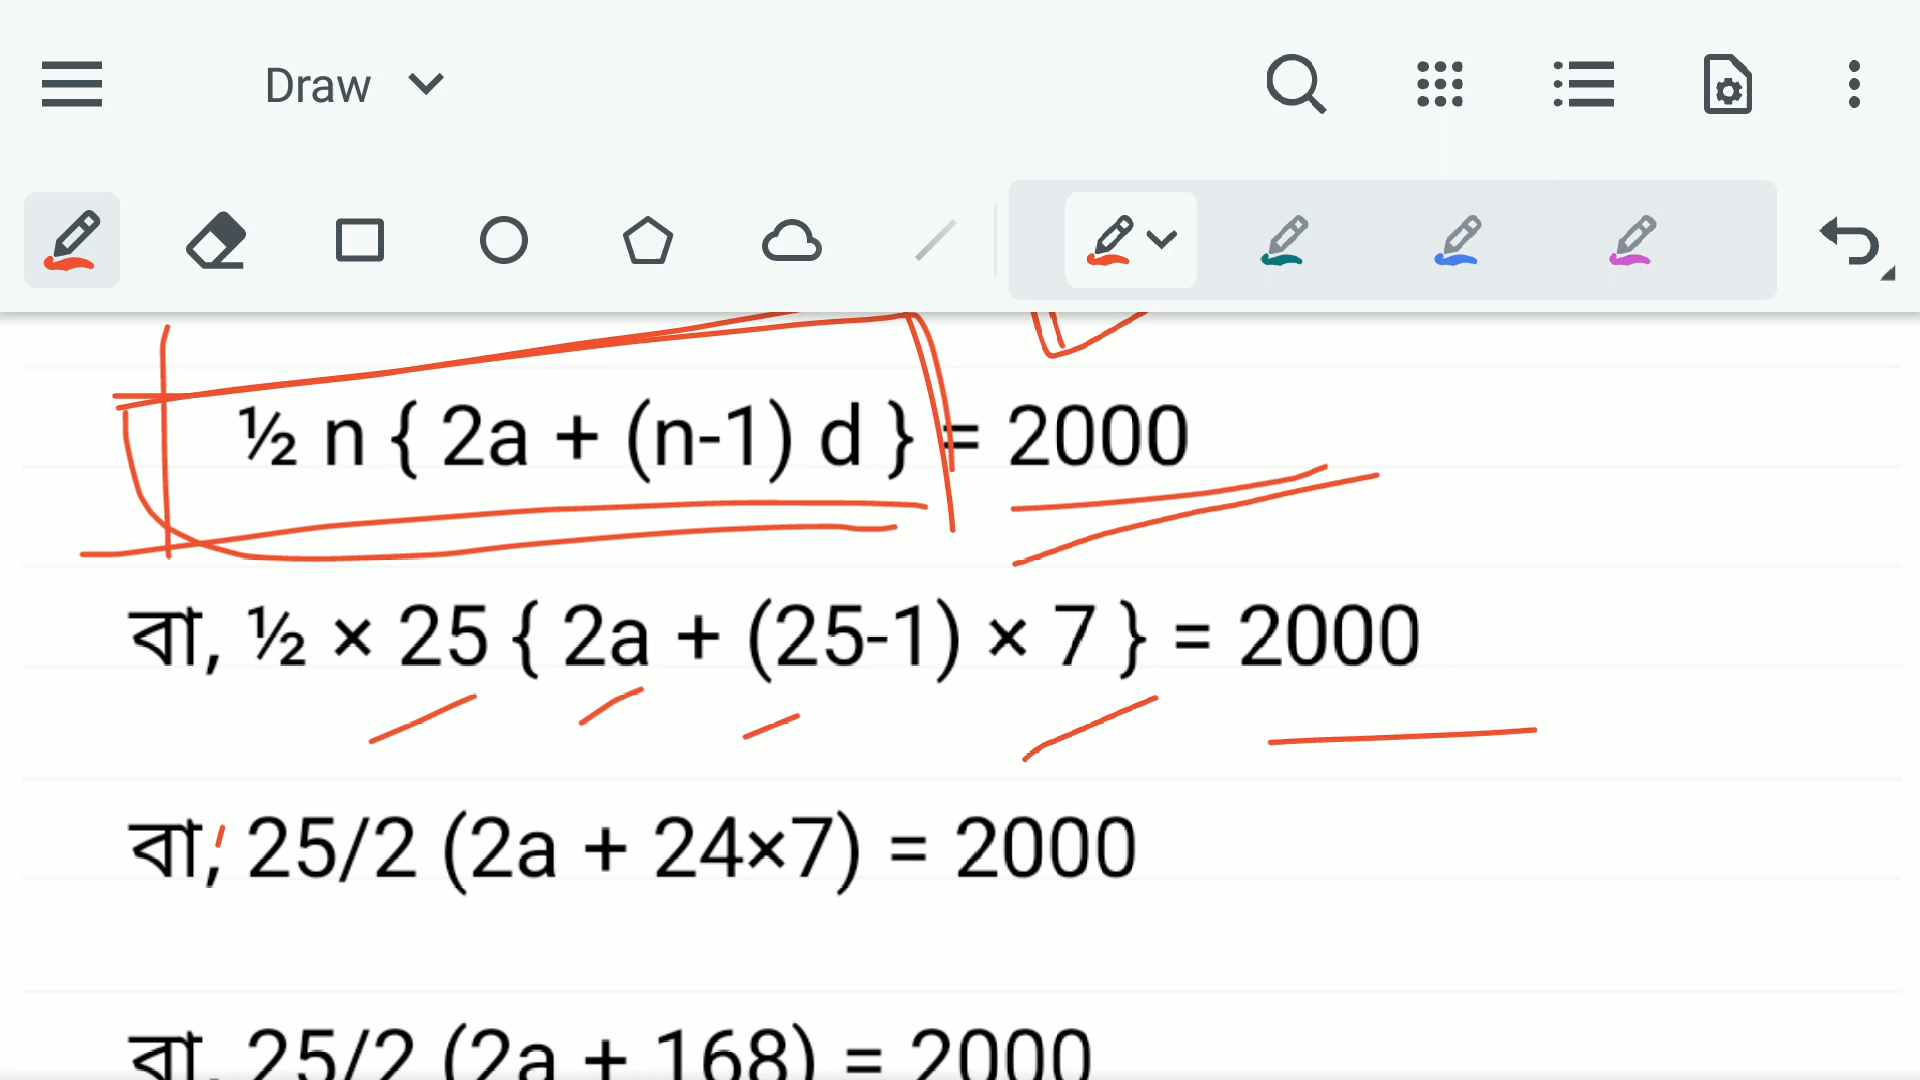 Draw
½ n { 2a + (n-1) d } = 2000
বা, ½ × 25 { 2a + (25-1) × 7 } = 2000
বা, 25/2 (2a + 24×7) = 2000
বা, 25/2 (2a + 168) = 2000